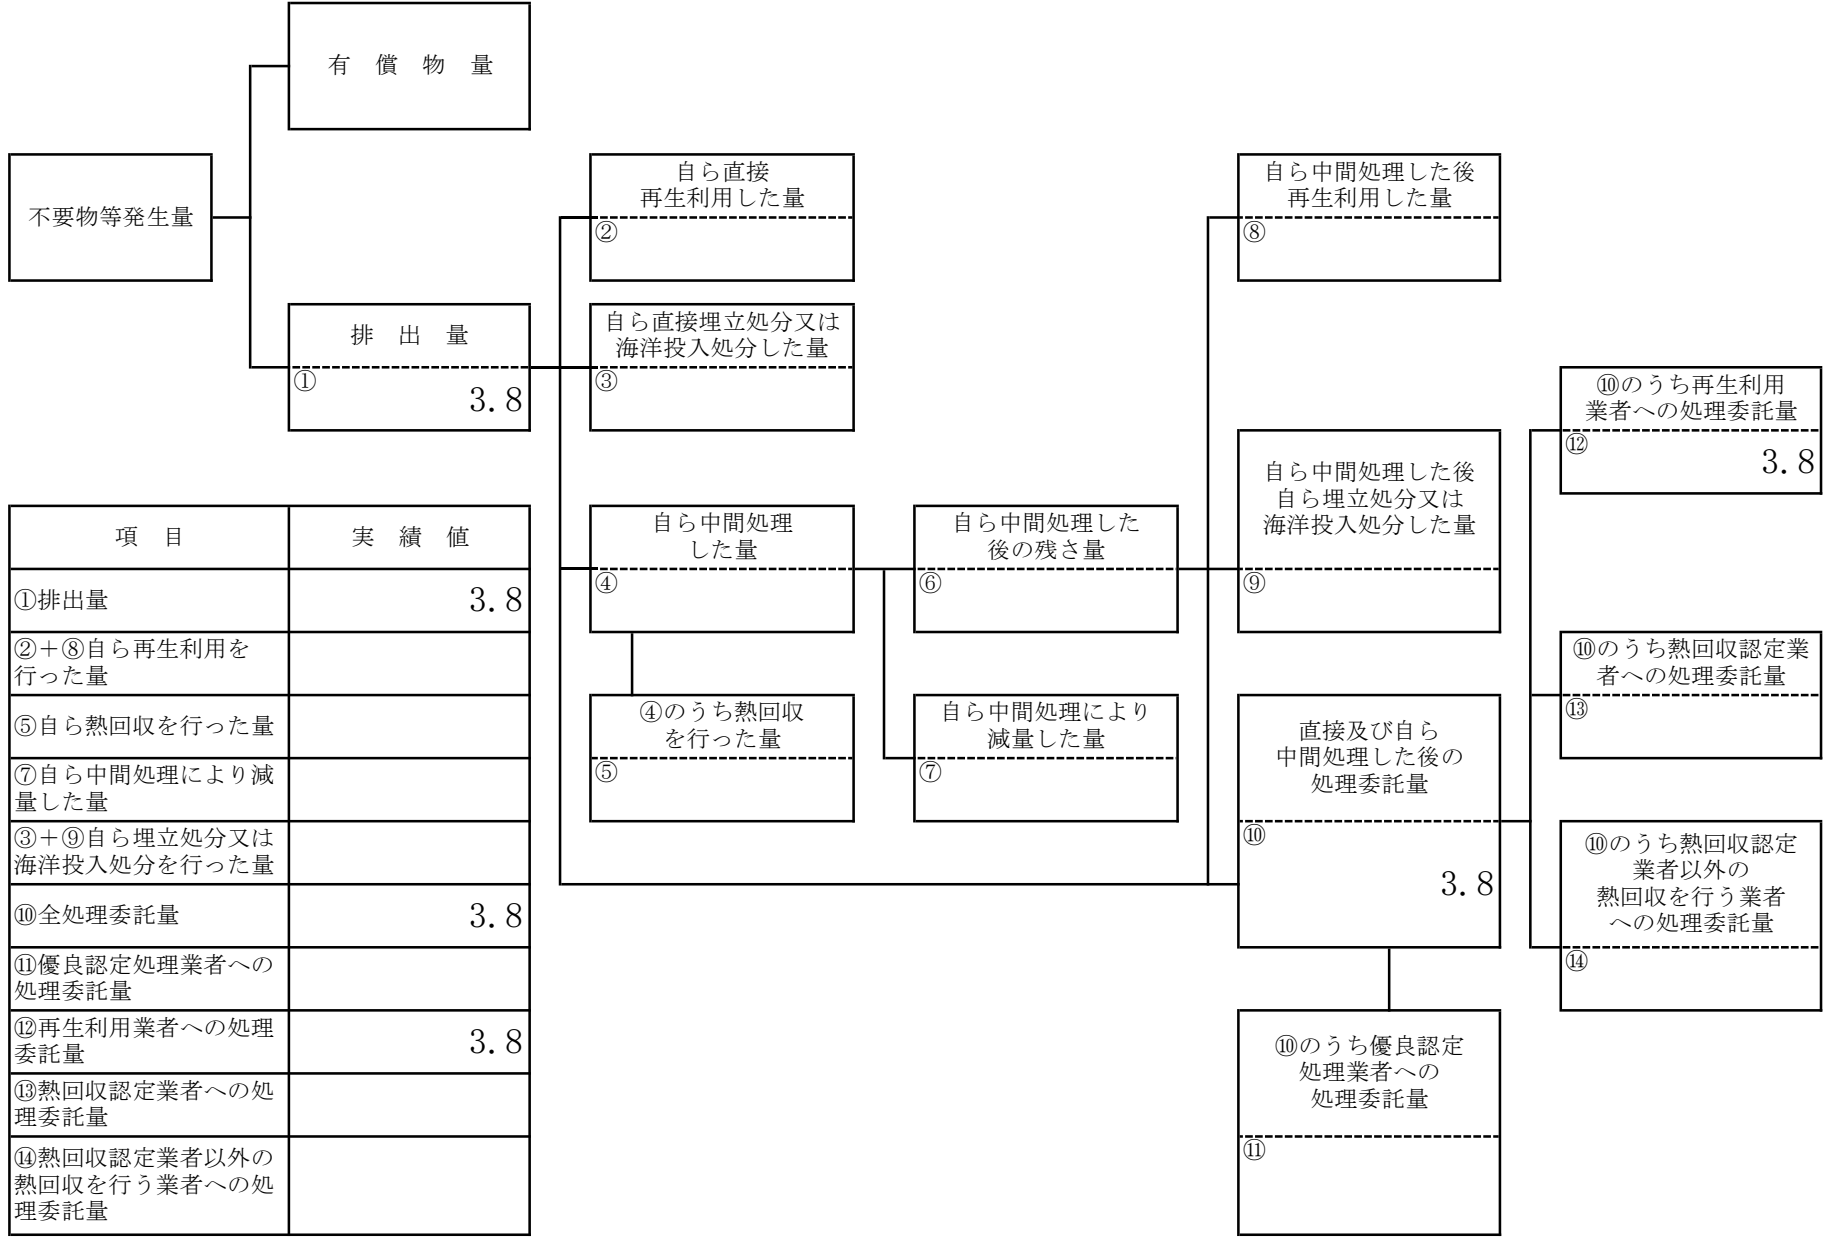 有　償　物　量
不要物等発生量
排　出　量
①
3.8
自ら直接
再生利用した量
②
自ら直接埋立処分又は
海洋投入処分した量
③
自ら中間処理した後
再生利用した量
⑧
⑩のうち再生利用
業者への処理委託量
⑫
3.8
自ら中間処理した後
自ら埋立処分又は
海洋投入処分した量
⑨
自ら中間処理
した量
④
自ら中間処理した
後の残さ量
⑥
④のうち熱回収
を行った量
⑤
自ら中間処理により
減量した量
⑦
直接及び自ら
中間処理した後の
処理委託量
⑩
3.8
⑩のうち熱回収認定業
者への処理委託量
⑬
⑩のうち熱回収認定
業者以外の
熱回収を行う業者
への処理委託量
⑭
⑩のうち優良認定
処理業者への
処理委託量
⑪
項　目　実　績　値
①排出量　3.8
②＋⑧自ら再生利用を
行った量
⑤自ら熱回収を行った量
⑦自ら中間処理により減
量した量
③＋⑨自ら埋立処分又は
海洋投入処分を行った量
⑩全処理委託量　3.8
⑪優良認定処理業者への
処理委託量
⑫再生利用業者への処理
委託量　3.8
⑬熱回収認定業者への処
理委託量
⑭熱回収認定業者以外の
熱回収を行う業者への処
理委託量